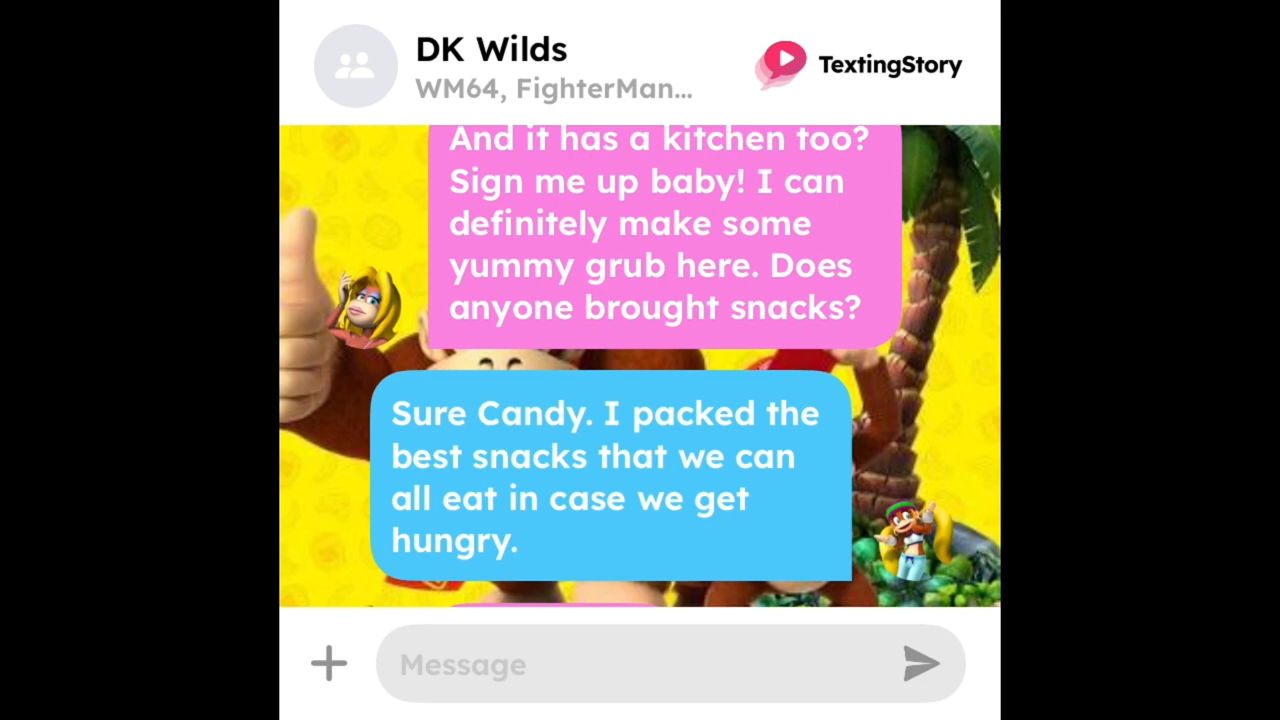 DK Wilds
WM64, FighterMan...
TextingStory
And it has a kitchen too?
Sign me up baby! I can
definitely make some
yummy grub here. Does
anyone brought snacks?
Sure Candy. I packed the
best snacks that we can
all eat in case we get
hungry.
Message